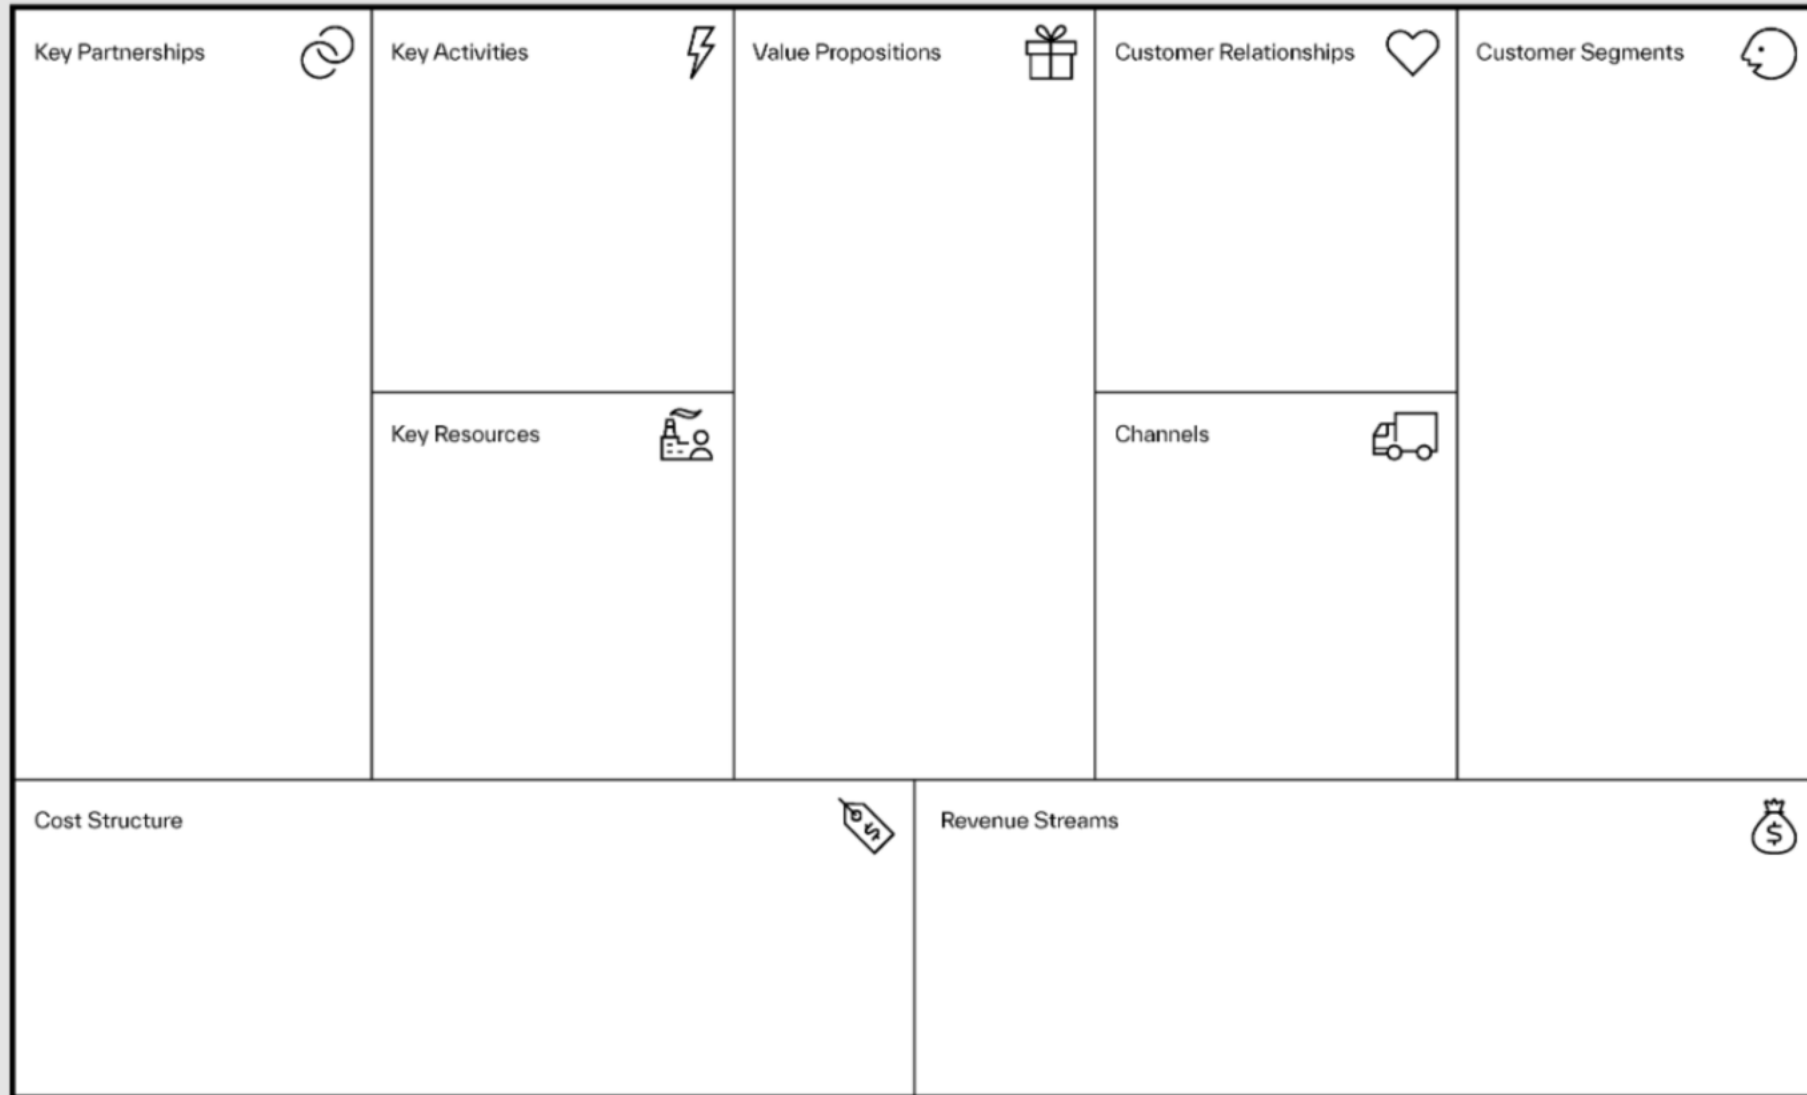 Key Partnerships
Key Activities
Value Propositions
Customer Relationships
Customer Segments
Key Resources
Channels
Cost Structure
$
Revenue Streams
$